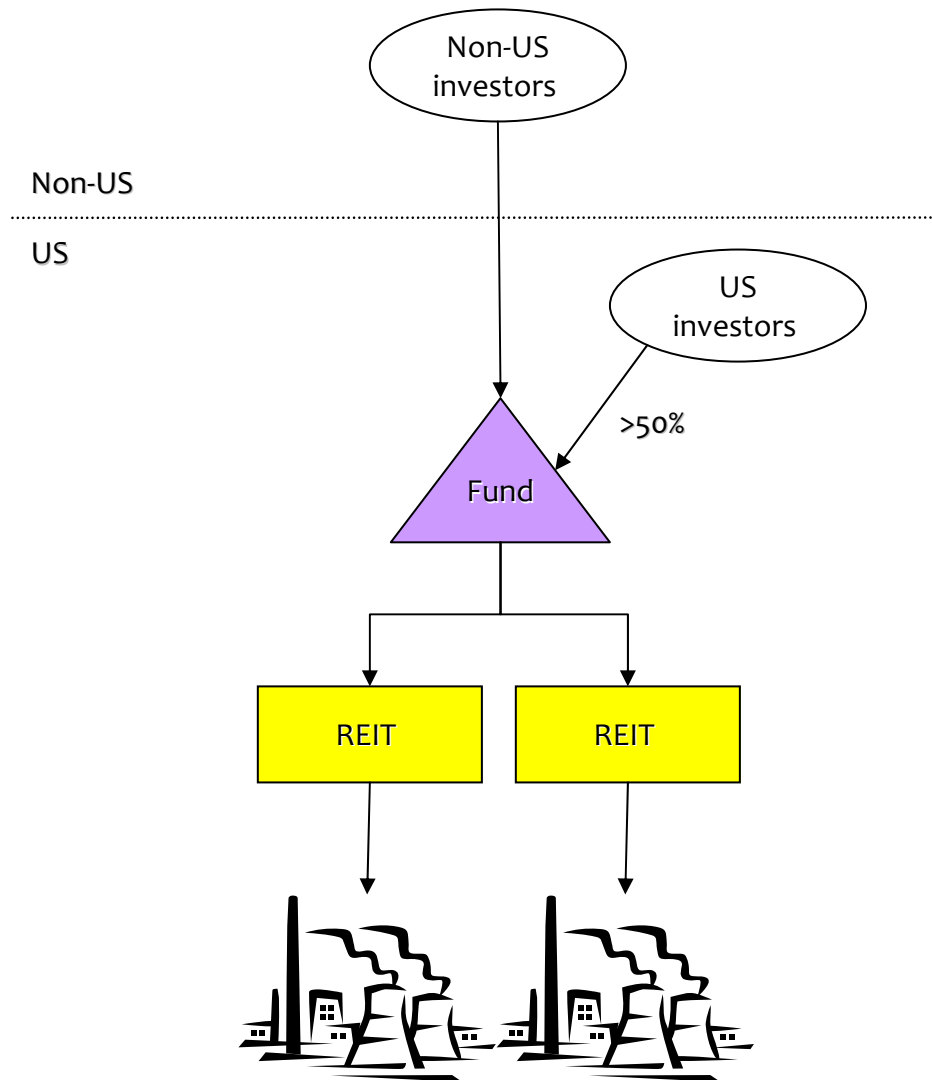 Non-US
investors
Non-US
US
US
investors
>50%
Fund
REIT
REIT